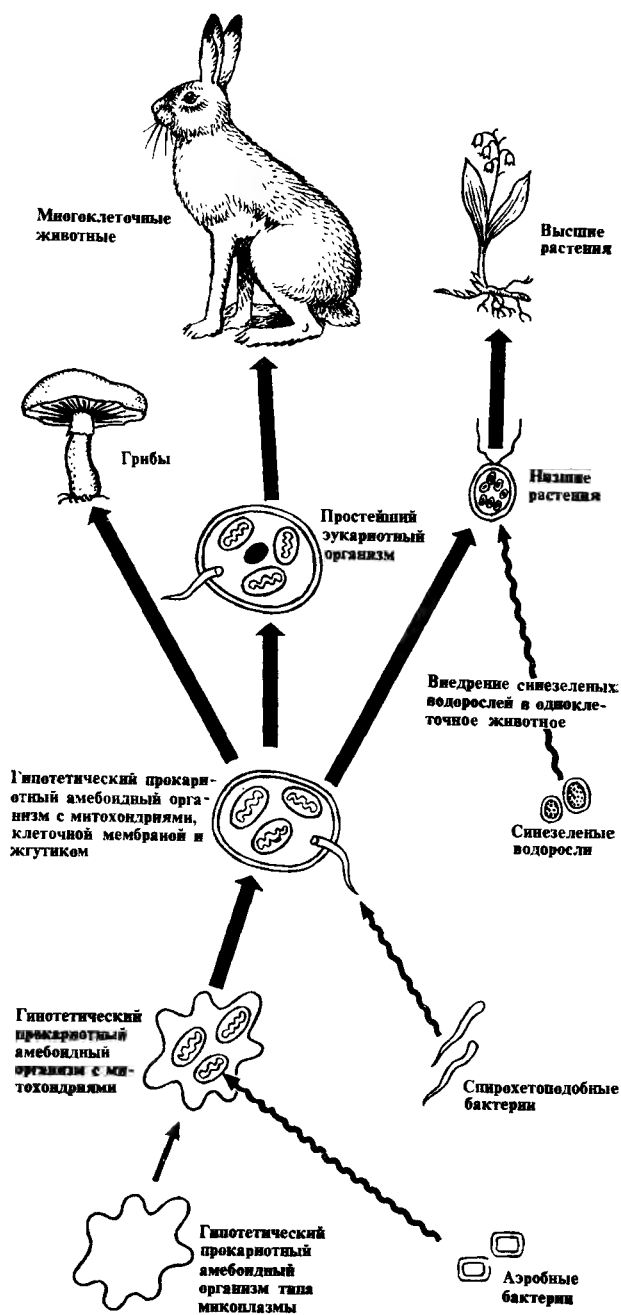 Многоклеточные
животные
Высшие
растения
Грибы
Низшие
растения
Простейший
эукариотный
организм
Внедрение синезеленых
водорослей в однокле-
точное животное
Гипотетический прокари-
отный амебоидный орга-
низм с митохондриями,
клеточной мембраной и
жгутиком
Синезеленые
водоросли
Гипотетический
прокариотный
амебоидный
организм с ми-
тохондриями
Спирохетоподобные
бактерии
Гипотетический
прокариотный
амебоидный
организм типа
микоплазмы
Аэробные
бактерии